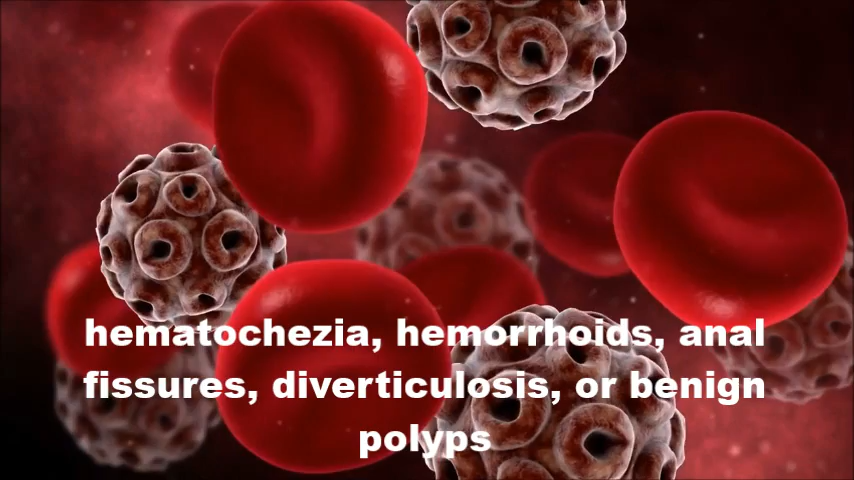 hematochezia, hemorrhoids, anal
fissures, diverticulosis, or benign
polyps